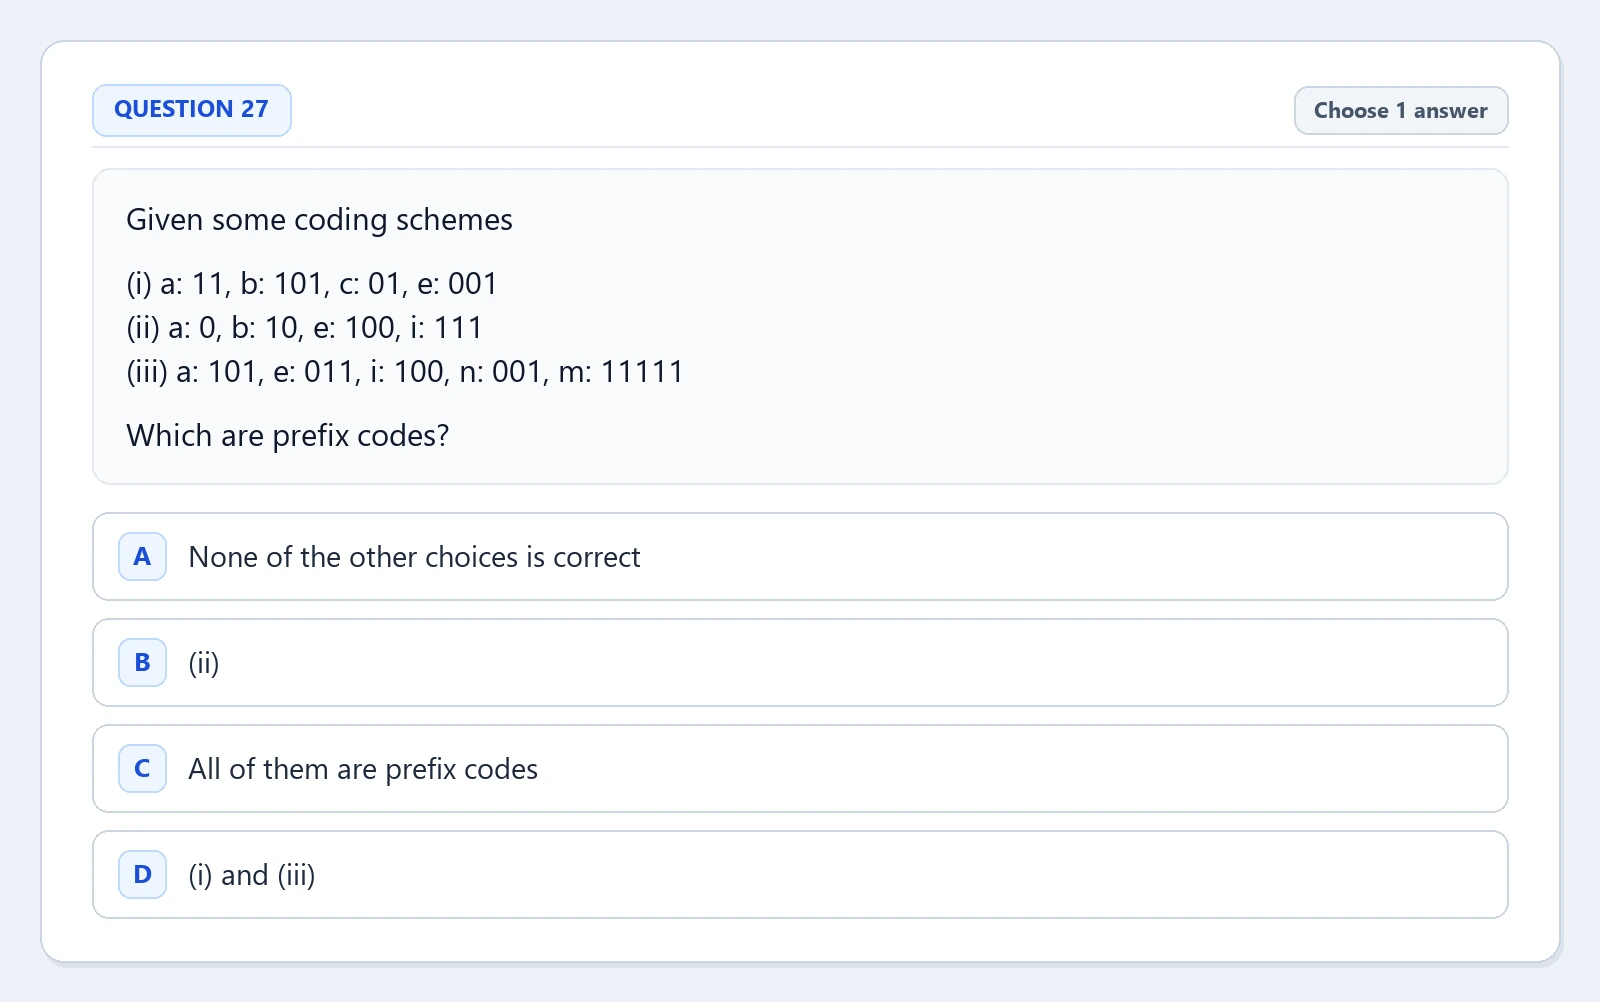 QUESTION 27
Choose 1 answer
Given some coding schemes
(i) a: 11, b: 101, c: 01, e: 001
(ii) a: 0, b: 10, e: 100, i: 111
(iii) a: 101, e: 011, i: 100, n: 001, m: 11111
Which are prefix codes?
A None of the other choices is correct
B (ii)
C All of them are prefix codes
D (i) and (iii)